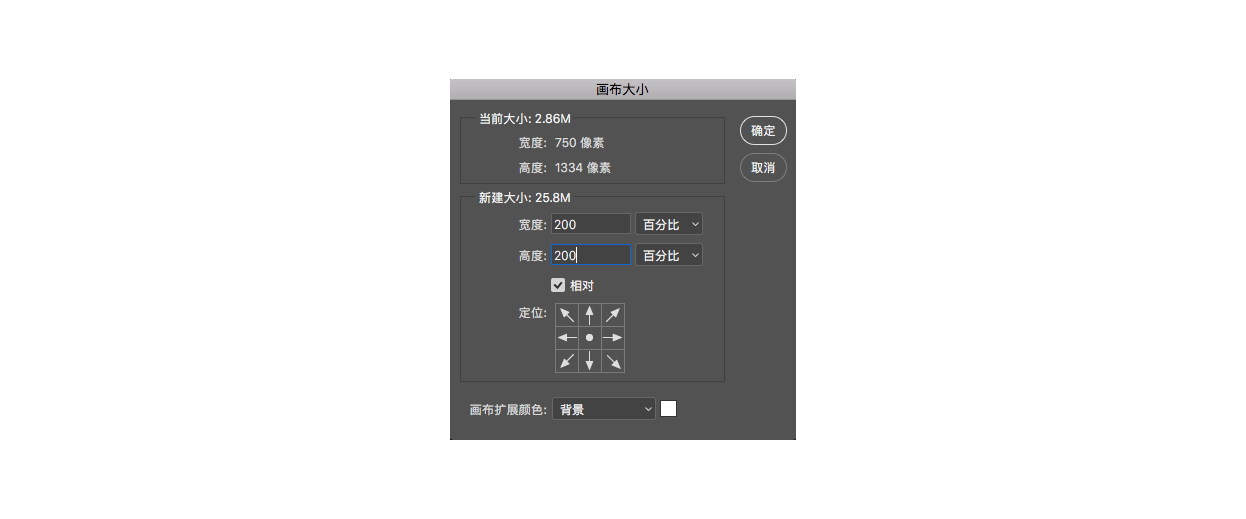 画布大小
当前大小: 2.86M
宽度: 750 像素
高度: 1334 像素
确定
取消
新建大小: 25.8M
宽度: 200 百分比
高度: 200 百分比
相对
定位:
画布扩展颜色: 背景